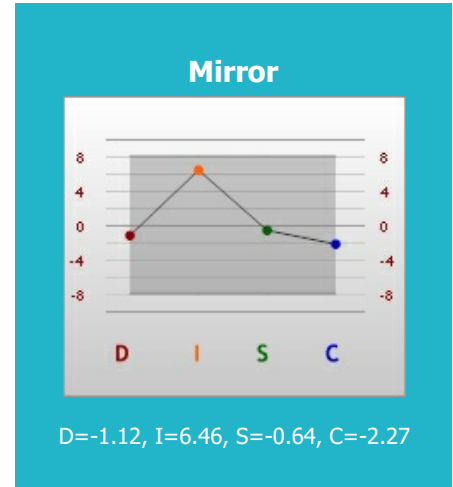 Mirror
8 8
4 4
0 0
-4 -4
-8 -8
D I S C
D=-1.12, I=6.46, S=-0.64, C=-2.27